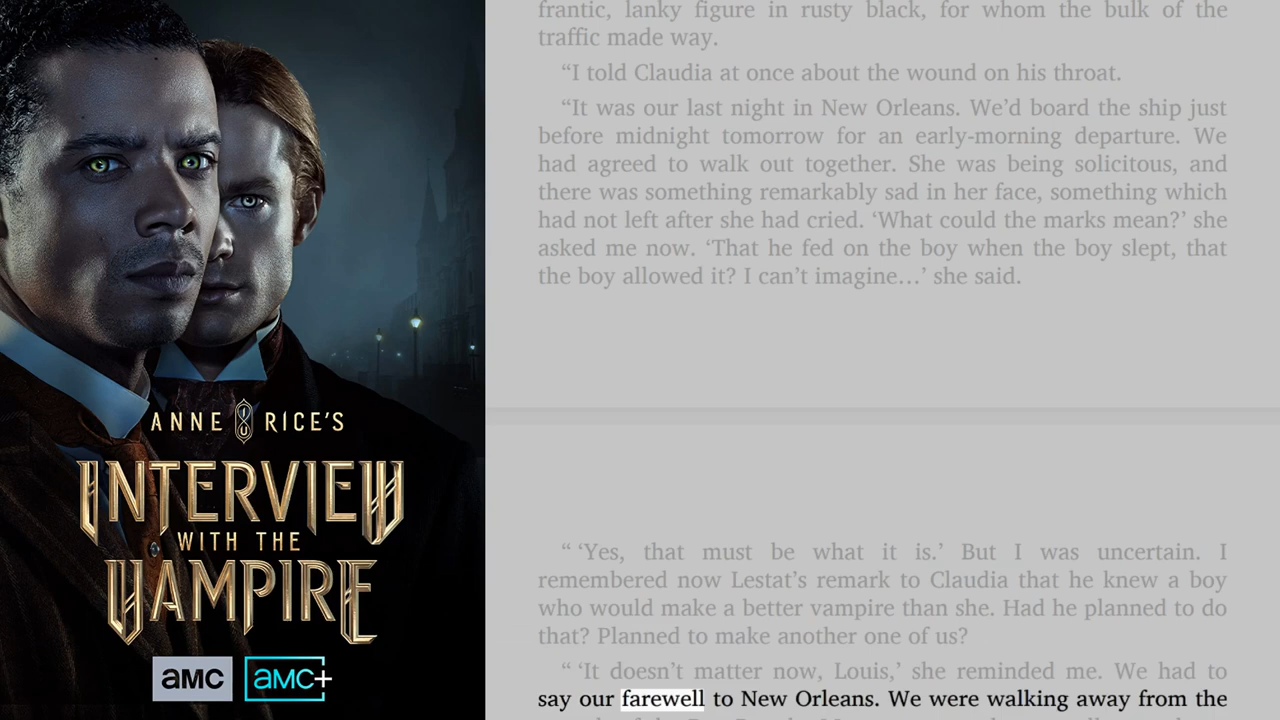 ANNE RICE'S
INTERVIEW
WITH THE
VAMPIRE
aMC
aMC+
frantic, lanky figure in rusty black, for whom the bulk of the
traffic made way.
“I told Claudia at once about the wound on his throat.
“It was our last night in New Orleans. We’d board the ship just
before midnight tomorrow for an early-morning departure. We
had agreed to walk out together. She was being solicitous, and
there was something remarkably sad in her face, something which
had not left after she had cried. ‘What could the marks mean?’ she
asked me now. ‘That he fed on the boy when the boy slept, that
the boy allowed it? I can’t imagine…’ she said.
“ ‘Yes, that must be what it is.’ But I was uncertain. I
remembered now Lestat’s remark to Claudia that he knew a boy
who would make a better vampire than she. Had he planned to do
that? Planned to make another one of us?
“ ‘It doesn’t matter now, Louis,’ she reminded me. We had to
say our farewell to New Orleans. We were walking away from the